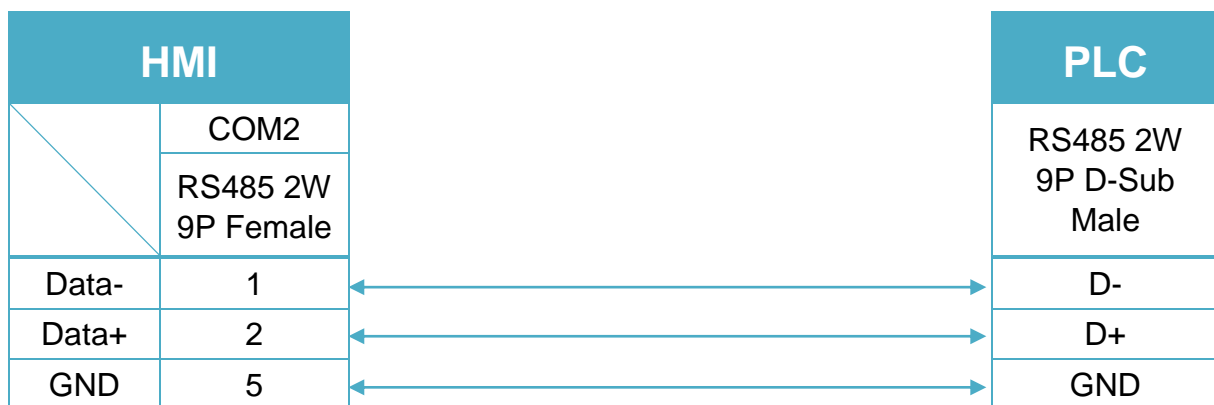 HMI
PLC
COM2
RS485 2W
9P Female
RS485 2W
9P D-Sub
Male
Data-
1
D-
Data+
2
D+
GND
5
GND